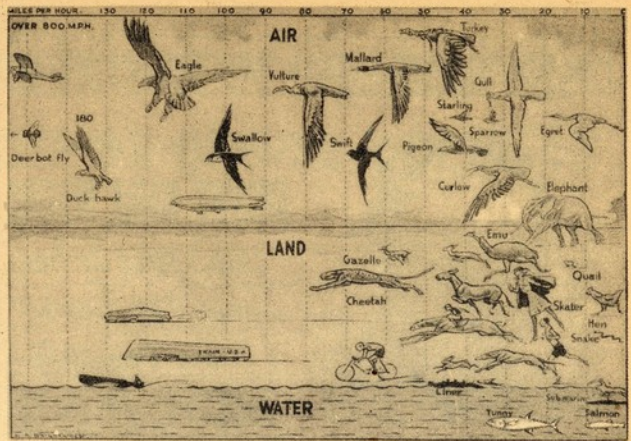 MILES PER HOUR. 130 120 110 100 90 80 70 60 50 40 30 20 10
OVER 800.M.P.H.
AIR
Turkey
Eagle
Mallard
Vulture
Gull
Starling
180
Swallow
Swift
Pigeon
Sparrow
Egret
Deerbot fly
Duck hawk
Curlew
Elephant
Emu
LAND
Gazelle
Quail
Cheetah
Skater
Hen
Snake
TRAIN-U.S.A
Liner
Submarine
WATER
Tunny
Salmon